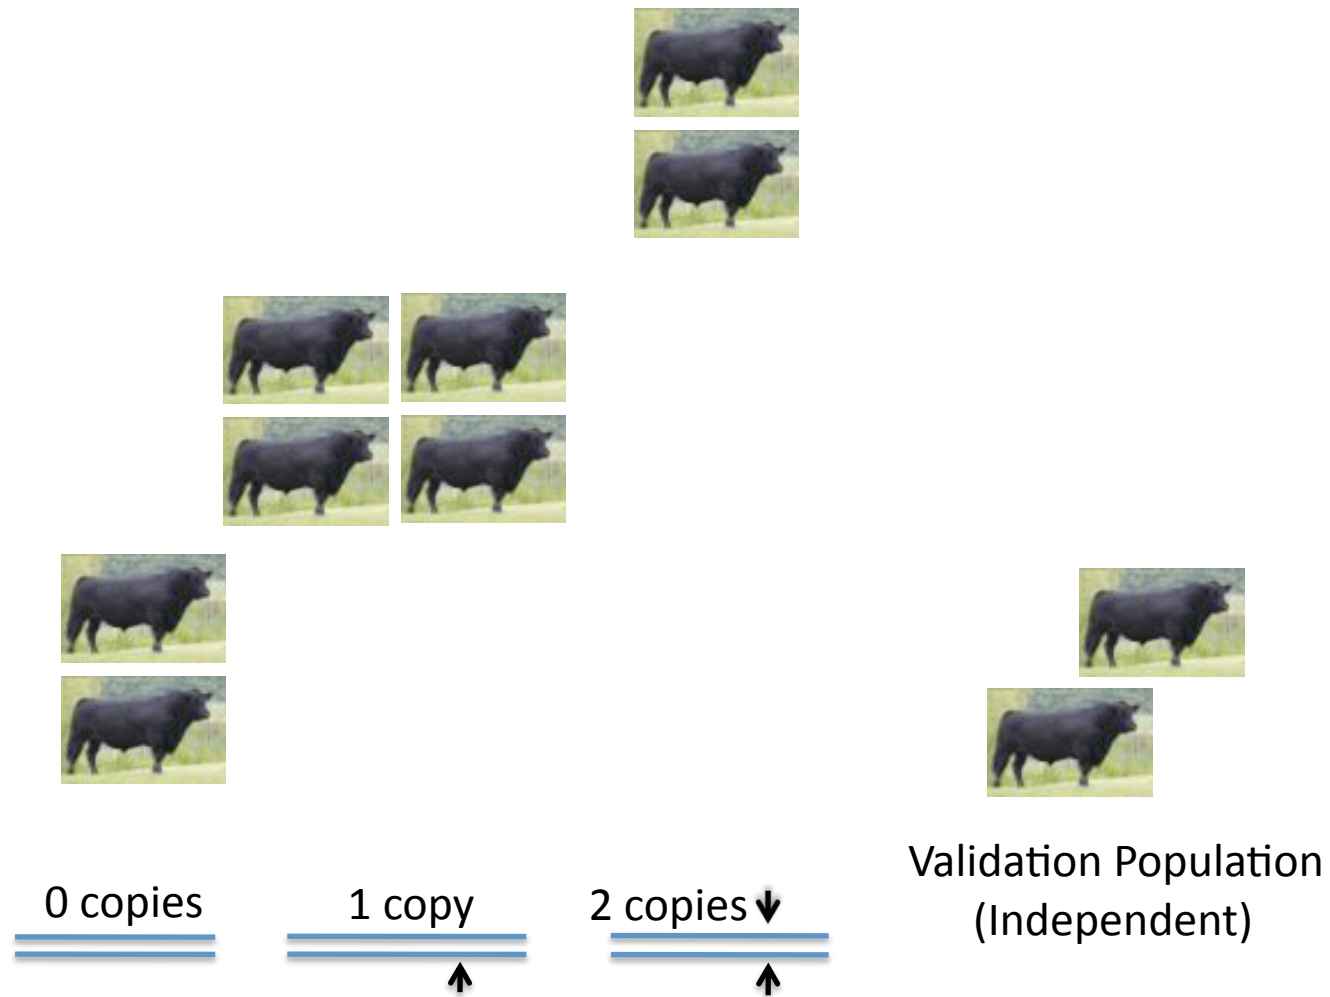 0 copies
1 copy
2 copies
Validation Population
(Independent)